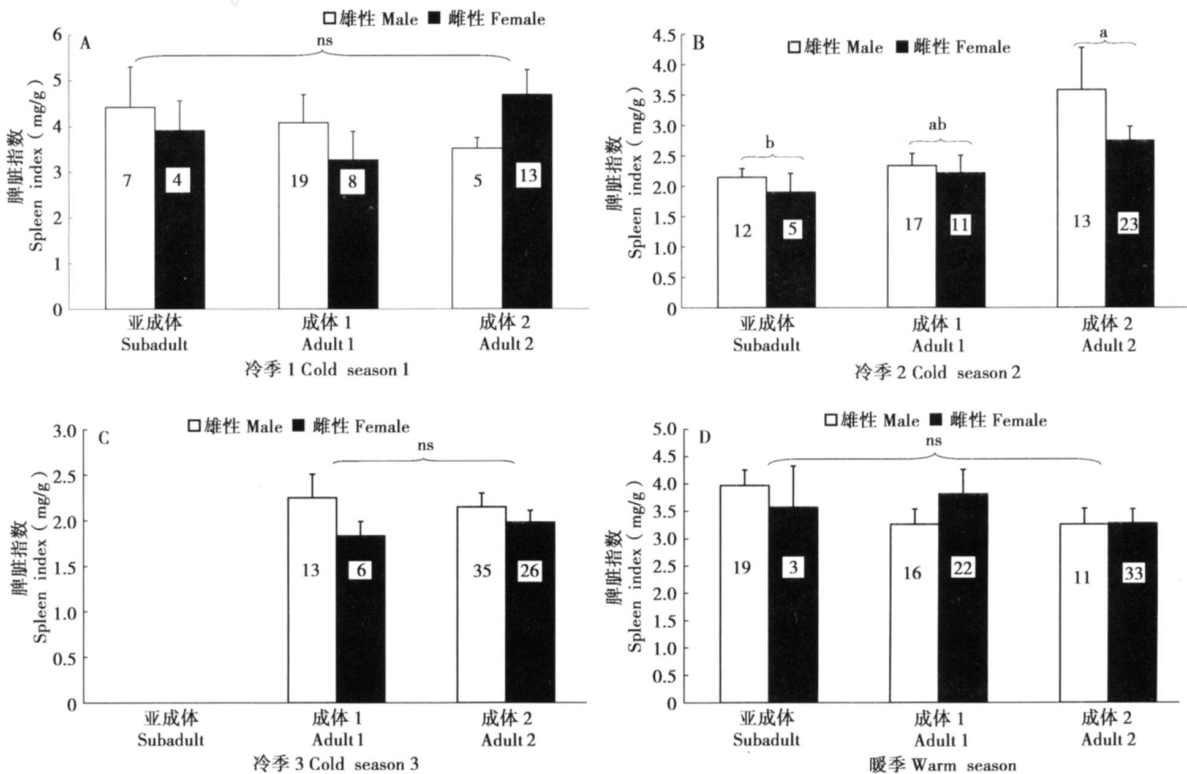 □雄性 Male ■ 雌性 Female
A
ns
6
5
4
3
2
1
0
脾脏指数
Spleen index ( mg/g )
7
4
19
8
5
13
亚成体
Subadult
成体 1
Adult 1
成体 2
Adult 2
冷季 1 Cold season 1
B
□雄性 Male ■ 雌性 Female
b
ab
a
4.5
4.0
3.5
3.0
2.5
2.0
1.5
1.0
0.5
0
脾脏指数
Spleen index ( mg/g )
12
5
17
11
13
23
亚成体
Subadult
成体 1
Adult 1
成体 2
Adult 2
冷季 2 Cold season 2
C
□雄性 Male ■ 雌性 Female
ns
3.0
2.5
2.0
1.5
1.0
0.5
0
脾脏指数
Spleen index ( mg/g )
13
6
35
26
亚成体
Subadult
成体 1
Adult 1
成体 2
Adult 2
冷季 3 Cold season 3
□雄性 Male ■ 雌性 Female
D
ns
5.0
4.5
4.0
3.5
3.0
2.5
2.0
1.5
1.0
0.5
0
脾脏指数
Spleen index ( mg/g )
19
3
16
22
11
33
亚成体
Subadult
成体 1
Adult 1
成体 2
Adult 2
暖季 Warm season